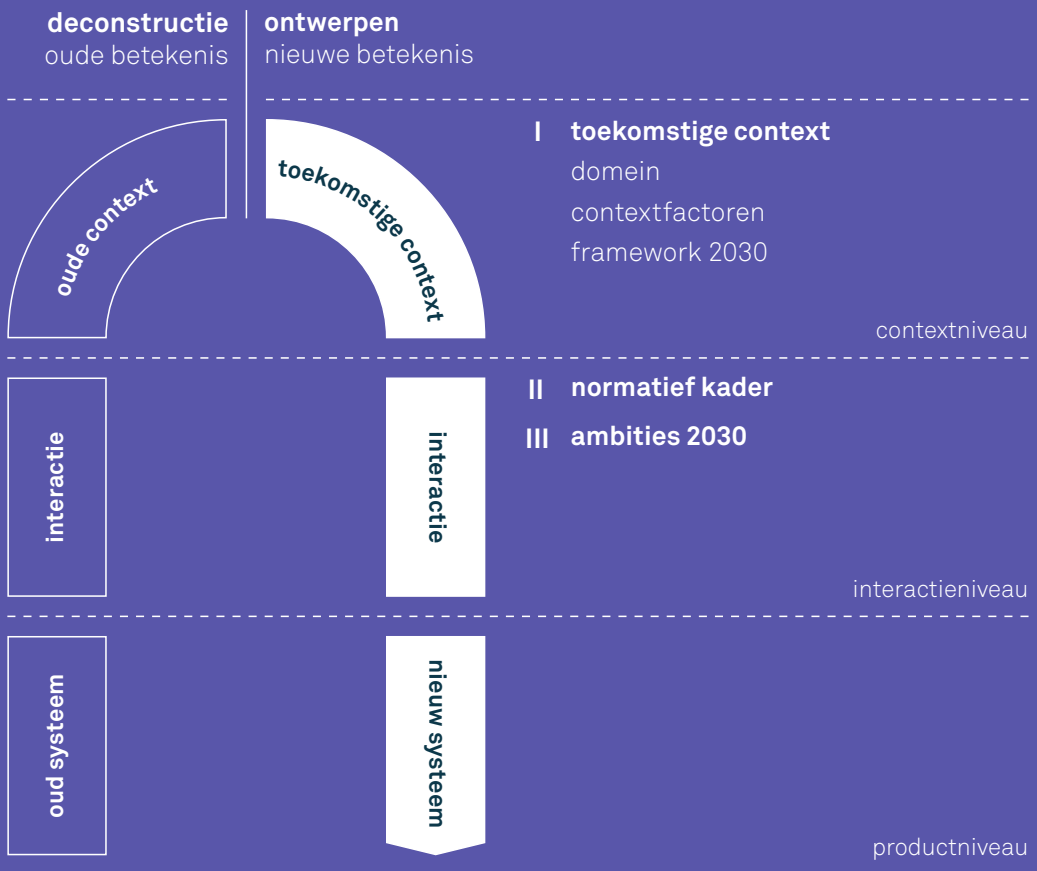 deconstructie
oude betekenis
ontwerpen
nieuwe betekenis
oude context
toekomstige context
I toekomstige context
domein
contextfactoren
framework 2030
contextniveau
interactie
interactie
II normatief kader
III ambities 2030
interactieniveau
oud systeem
nieuw systeem
productniveau